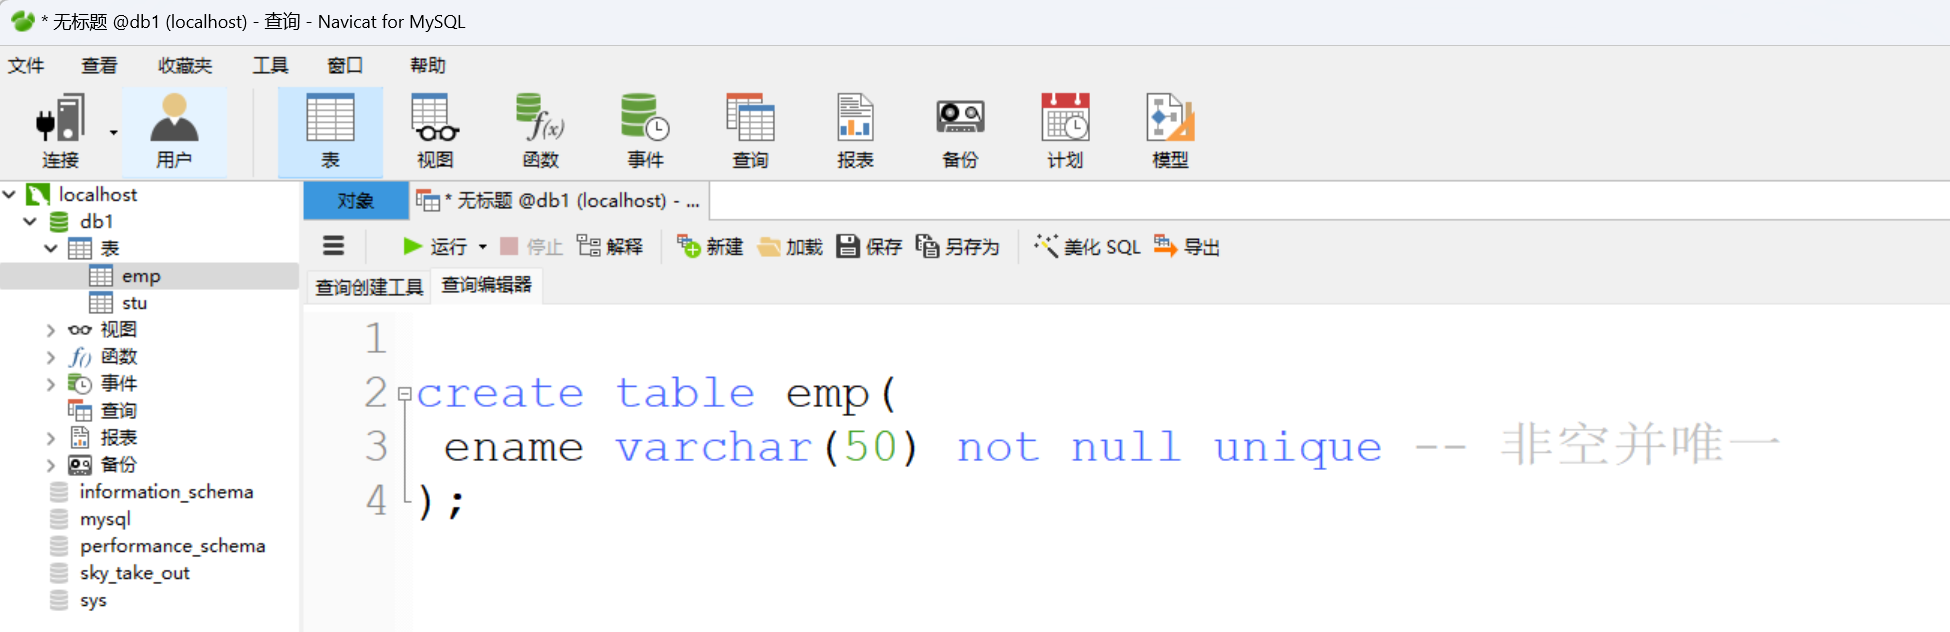 * 无标题 @db1 (localhost) - 查询 - Navicat for MySQL
文件 查看 收藏夹 工具 窗口 帮助
连接 用户 表 视图 函数 事件 查询 报表 备份 计划 模型
f(x)
localhost
db1
表
emp
stu
视图
f() 函数
事件
查询
报表
备份
information_schema
mysql
performance_schema
sky_take_out
sys
对象 * 无标题 @db1 (localhost) - ...
运行 停止 解释 新建 加载 保存 另存为 美化 SQL 导出
查询创建工具 查询编辑器
1
2 create table emp(
3 ename varchar(50) not null unique -- 非空并唯一
4 );